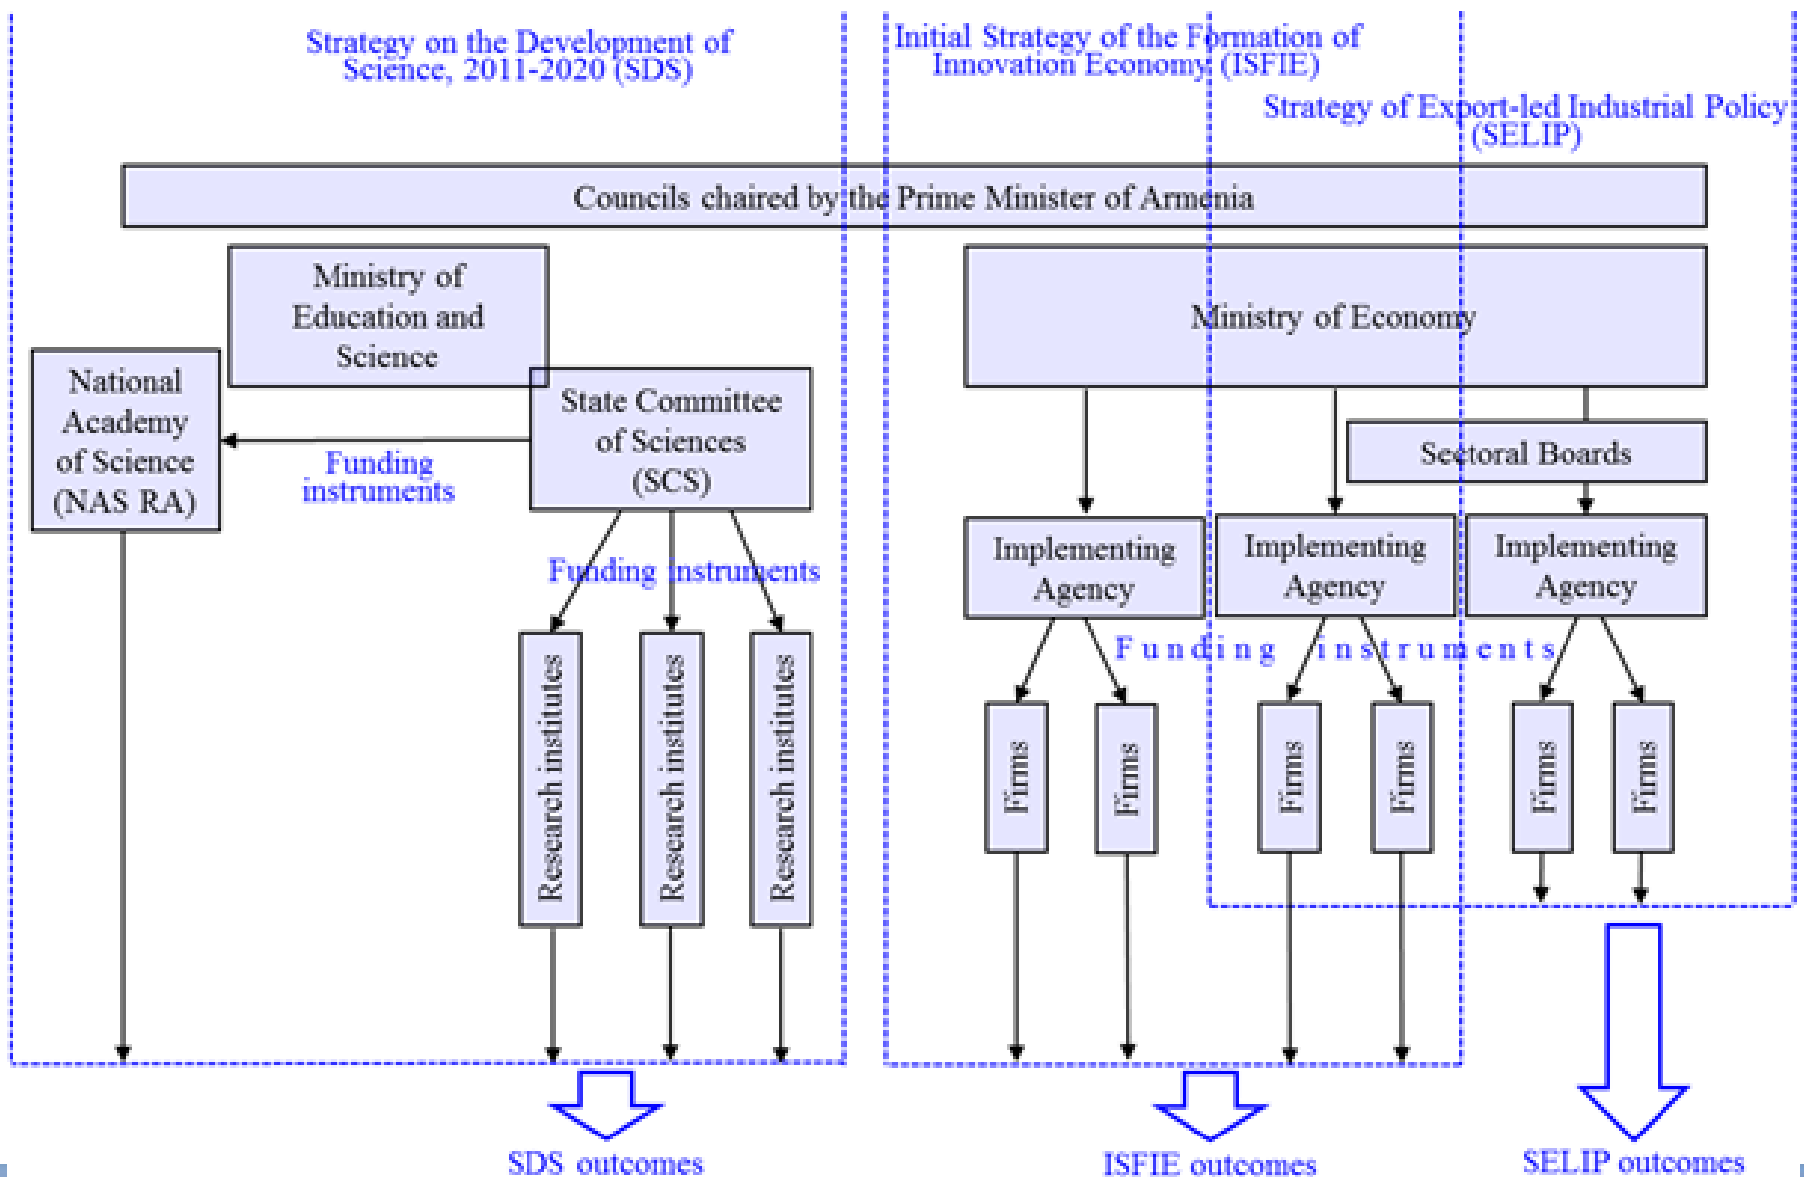 Strategy on the Development of
Science, 2011-2020 (SDS)
Initial Strategy of the Formation of
Innovation Economy (ISFIE)
Strategy of Export-led Industrial Policy
(SELIP)
Councils chaired by the Prime Minister of Armenia
Ministry of
Education and
Science
Ministry of Economy
National
Academy
of Science
(NAS RA)
State Committee
of Sciences
(SCS)
Funding
instruments
Sectoral Boards
Implementing
Agency
Implementing
Agency
Implementing
Agency
Funding instruments
Funding instruments
Research institutes
Research institutes
Research institutes
Firms
Firms
Firms
Firms
Firms
Firms
SDS outcomes
ISFIE outcomes
SELIP outcomes